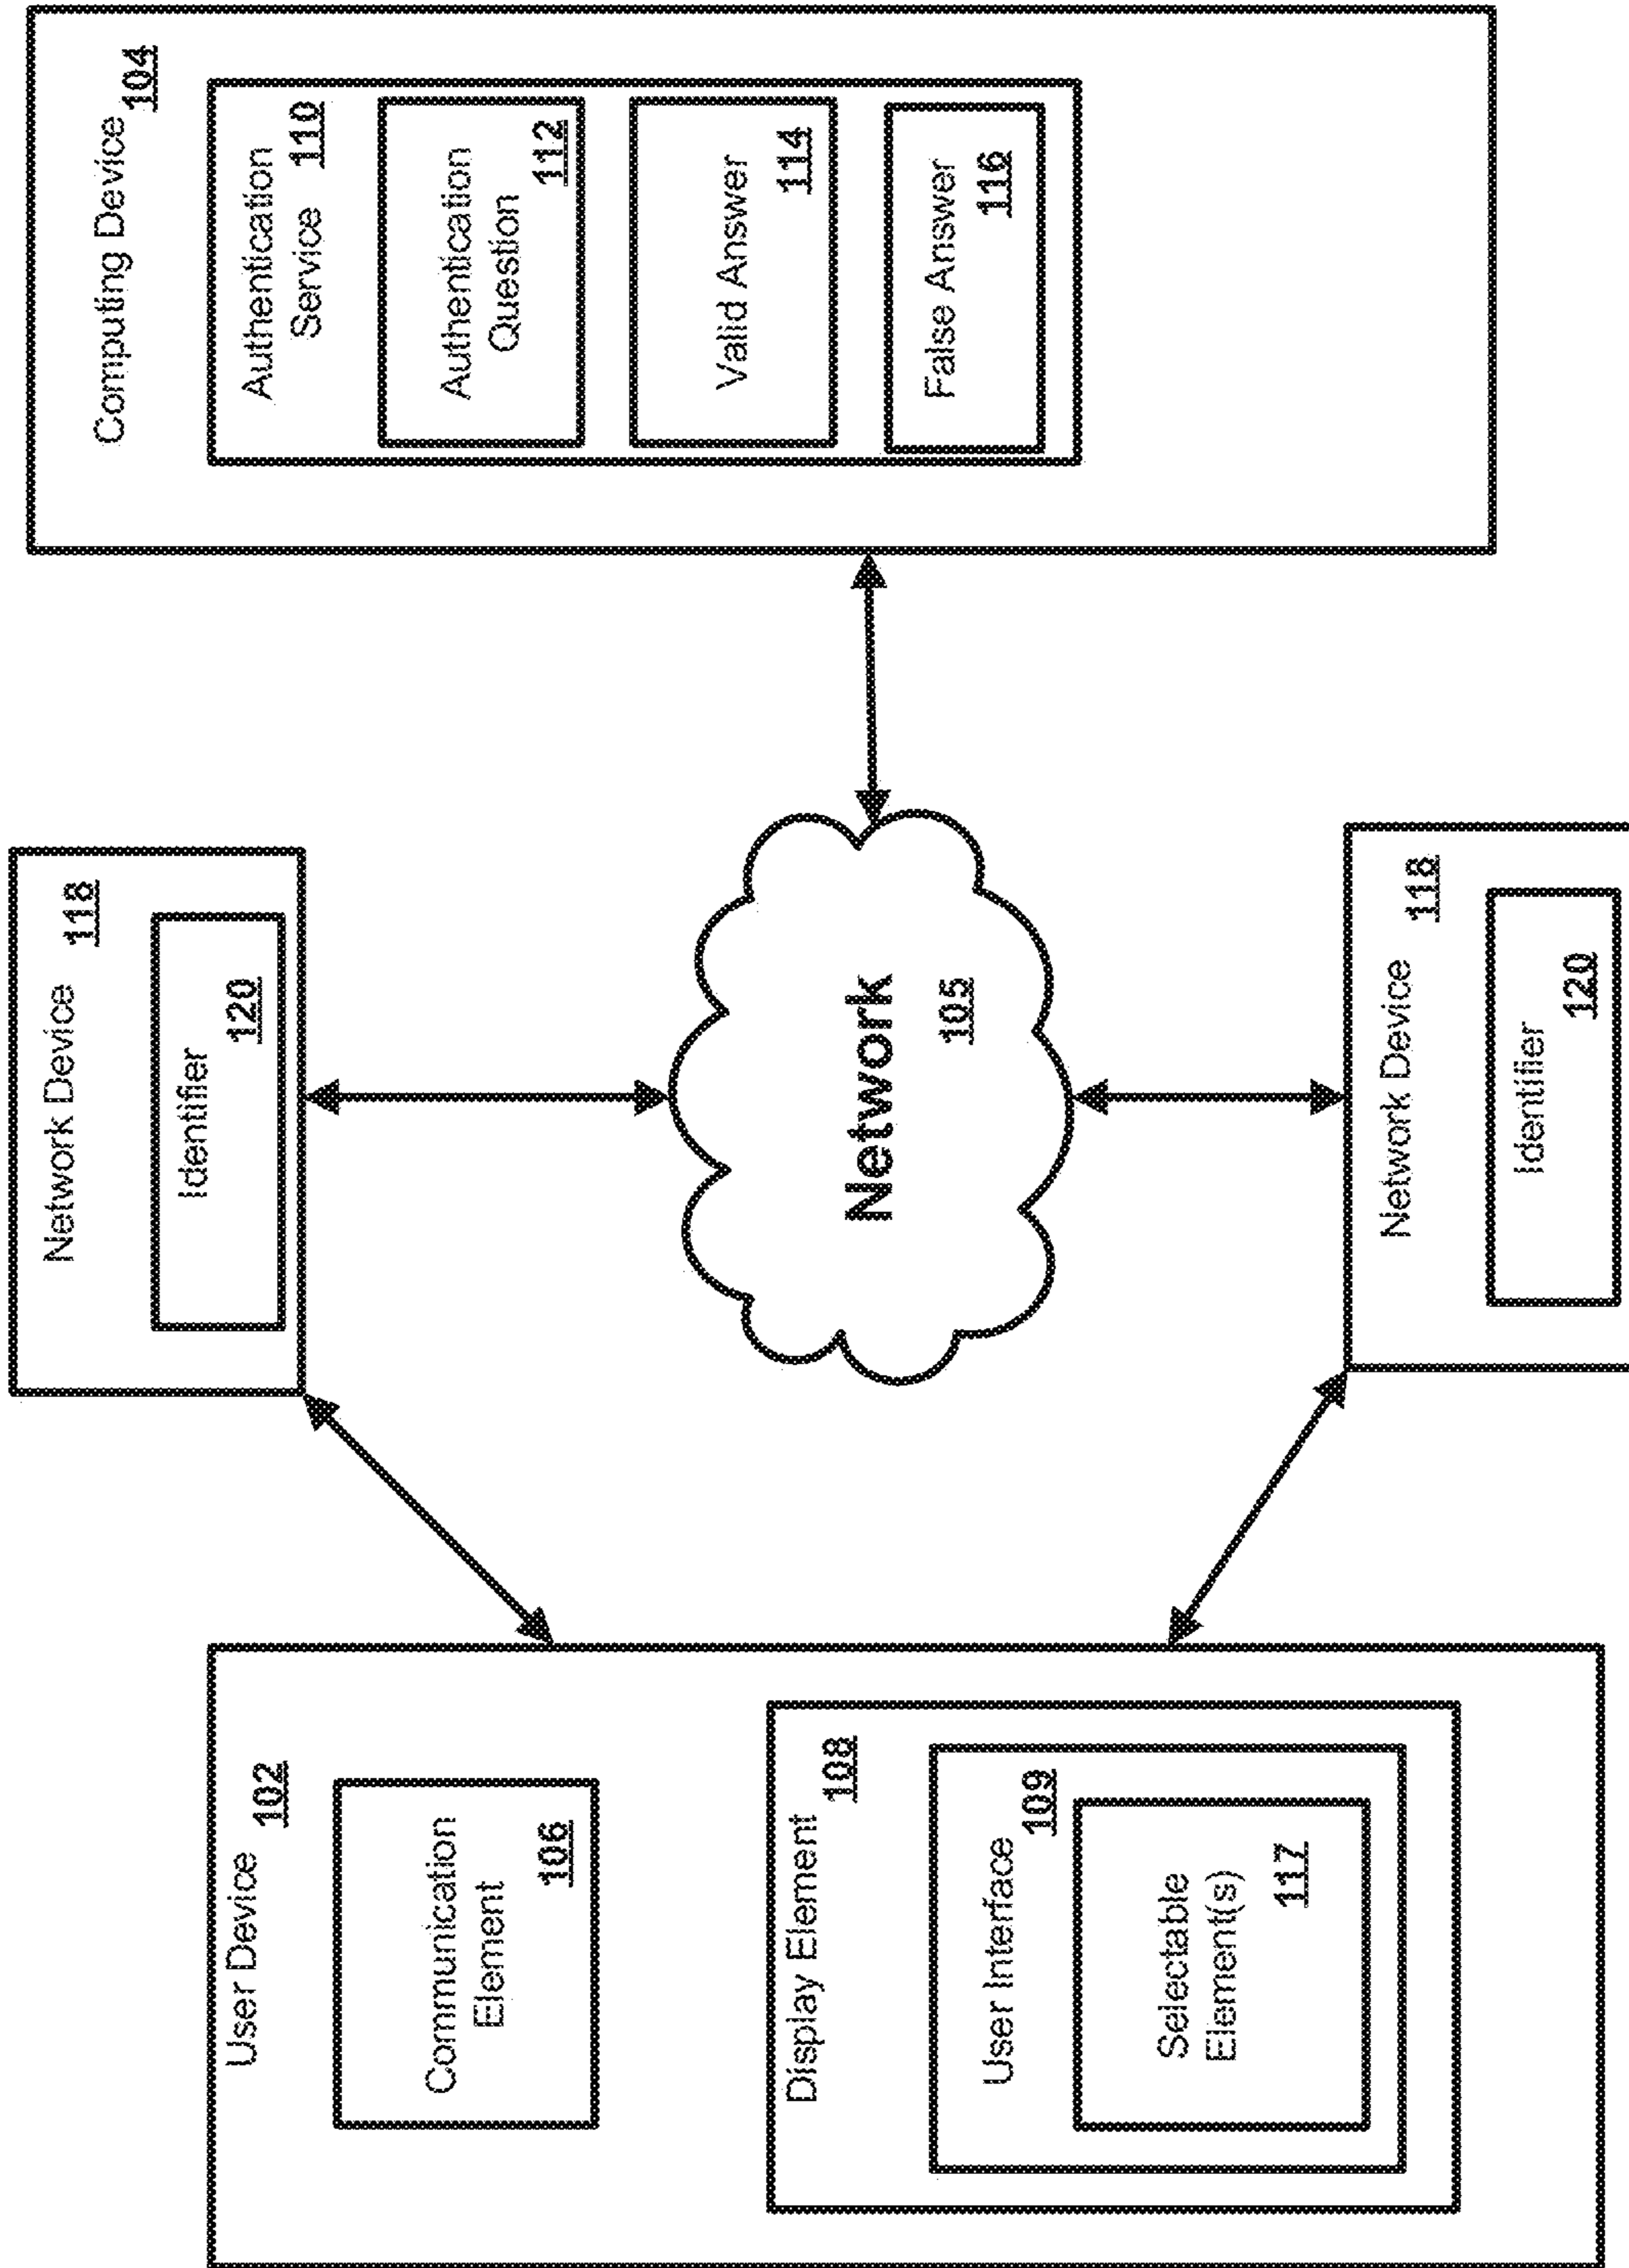 User Device
102
Communication
Element
106
Display Element
108
User Interface
109
Selectable
Element(s)
117
Network Device
118
Identifier
120
Network
105
Network Device
118
Identifier
120
Computing Device
104
Authentication
Service 110
Authentication
Question
112
Valid Answer
114
False Answer
116